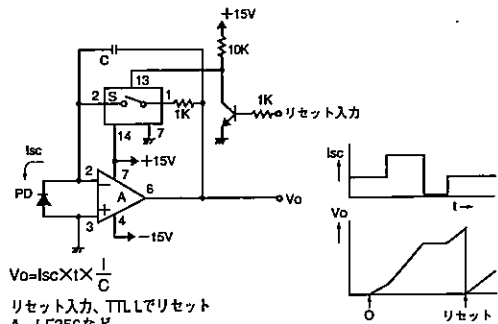 +15V
10K
C
13
S
2
1
1K
1K
リセット入力
14
7
Isc
+15V
7
2
PD
A
6
Vo
3
4
−15V
Isc
t→
Vo
0
リセット
Vo=Isc×t×1/C
リセット入力、TTL Lでリセット